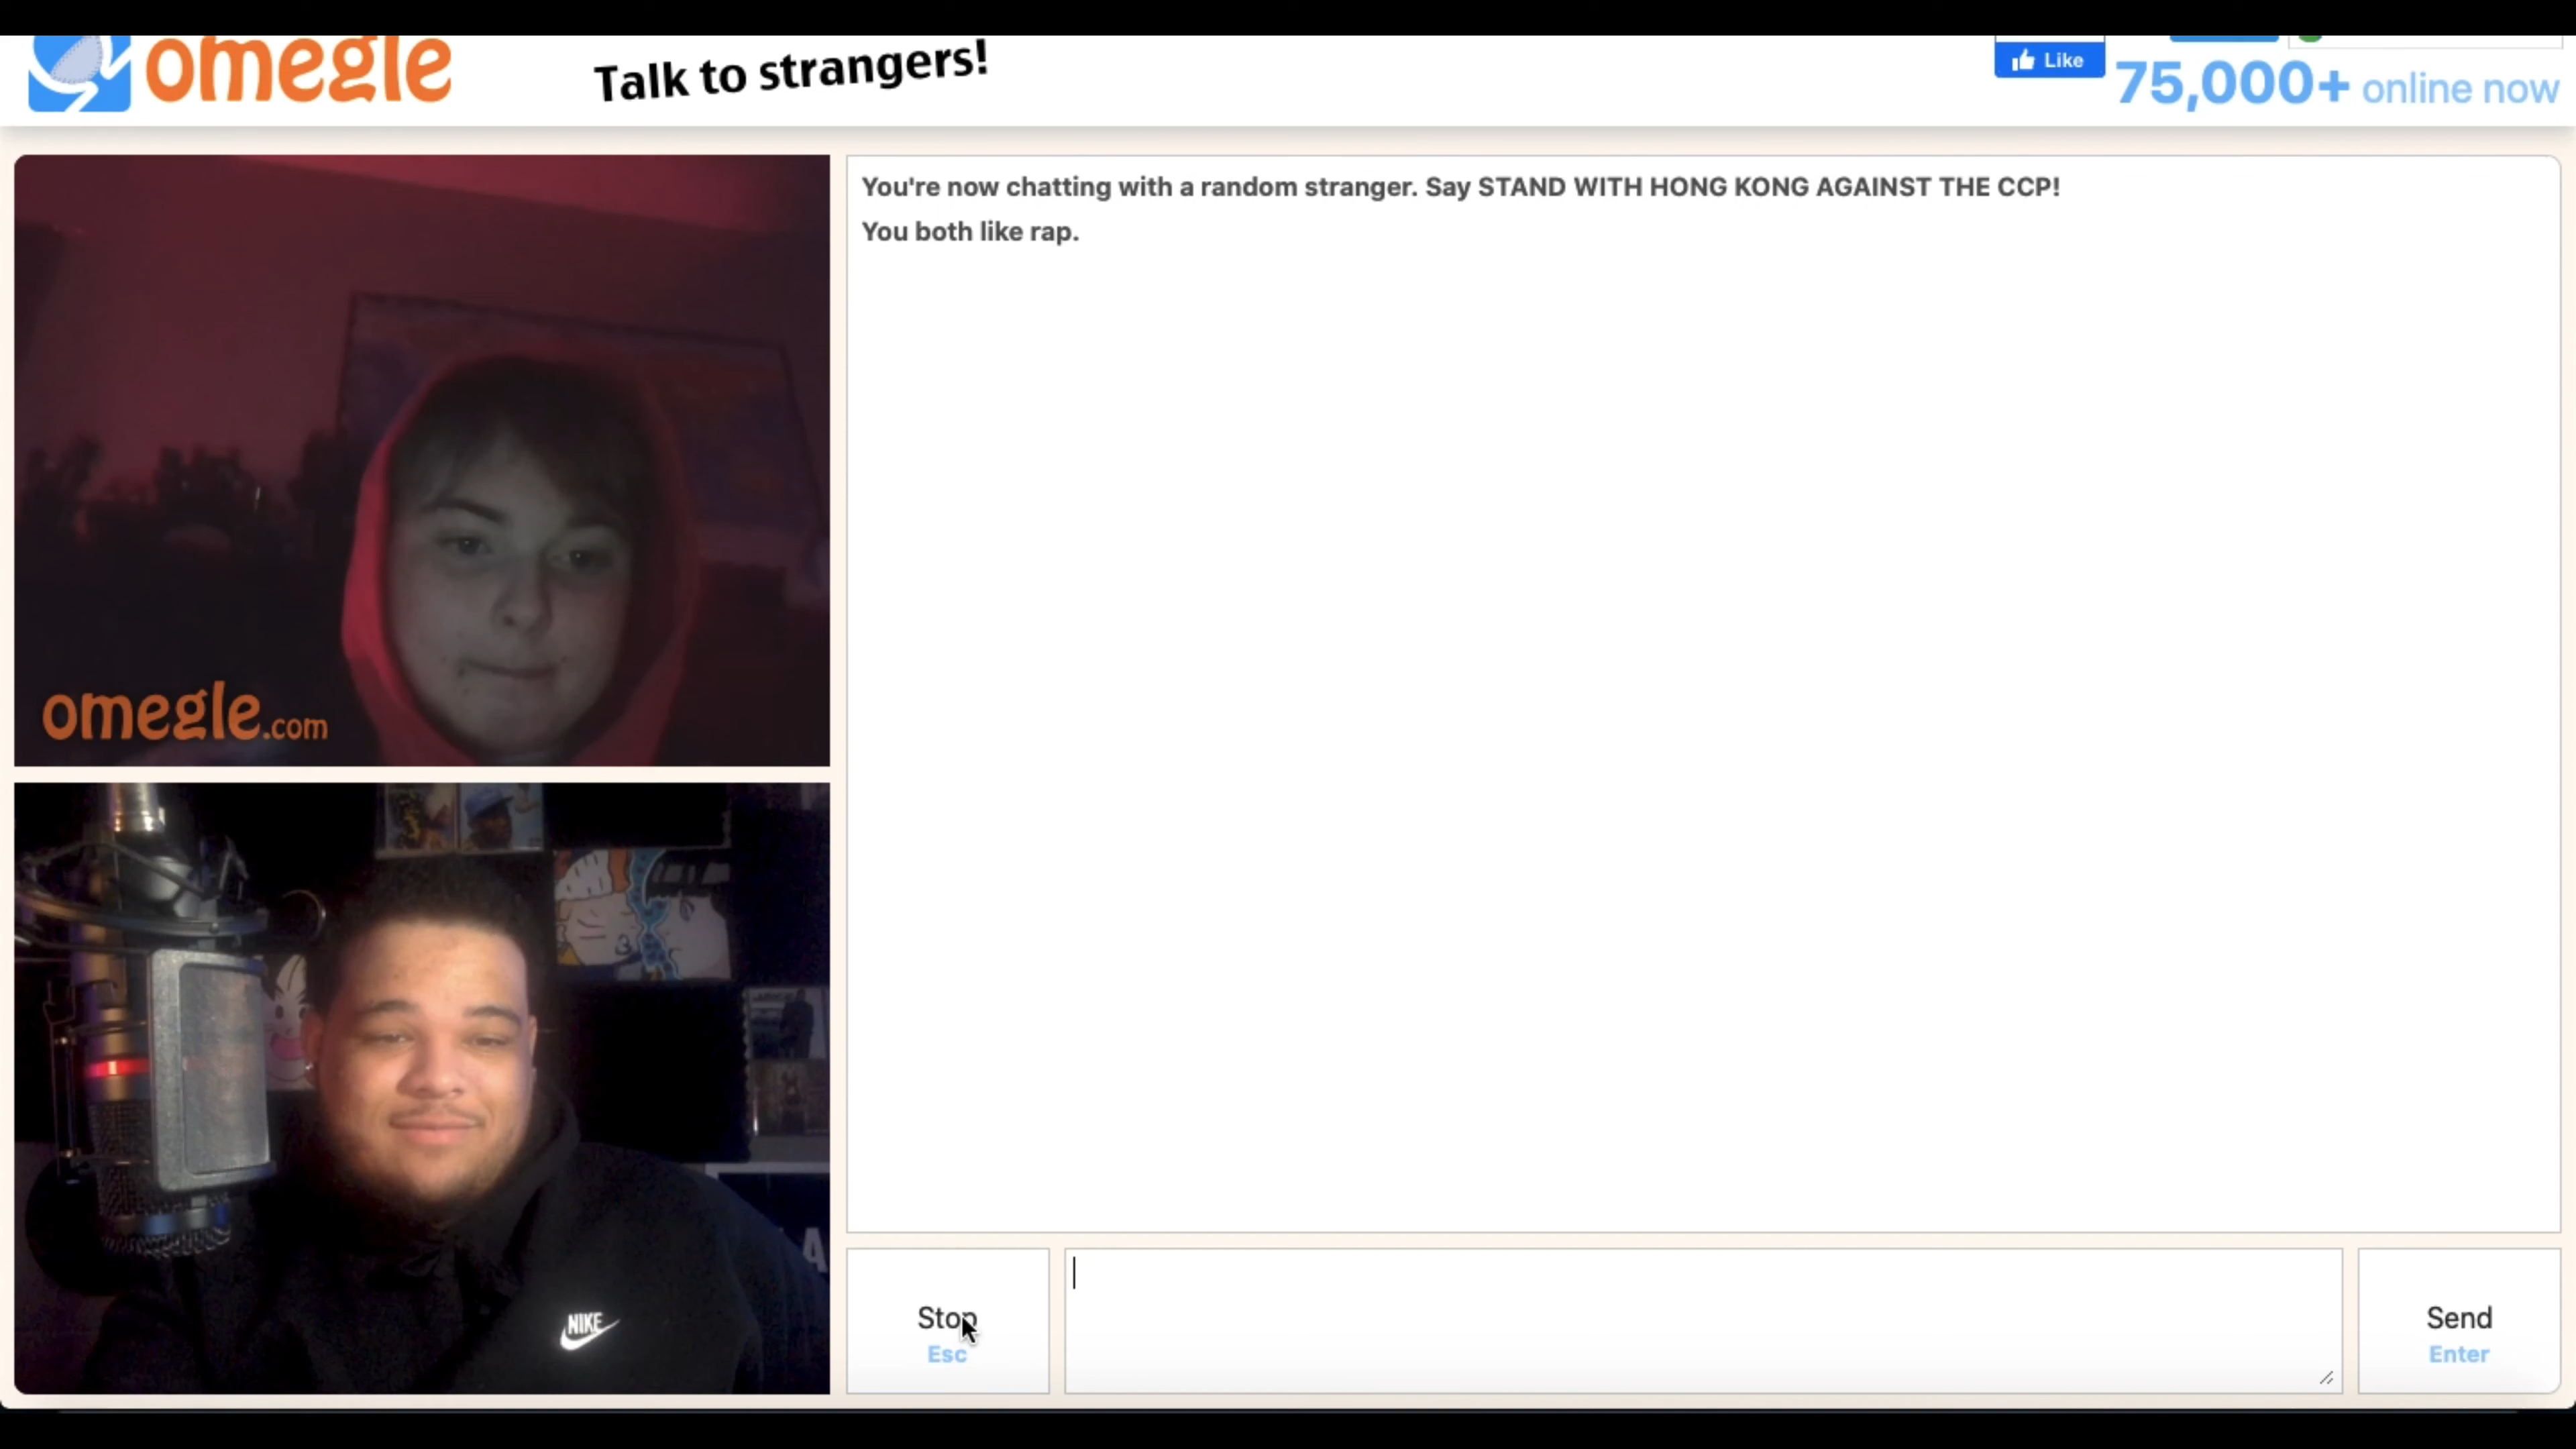 omegle
Talk to strangers!
Like
75,000+ online now
You're now chatting with a random stranger. Say STAND WITH HONG KONG AGAINST THE CCP!
You both like rap.
omegle.com
NIKE
Stop
Esc
Send
Enter